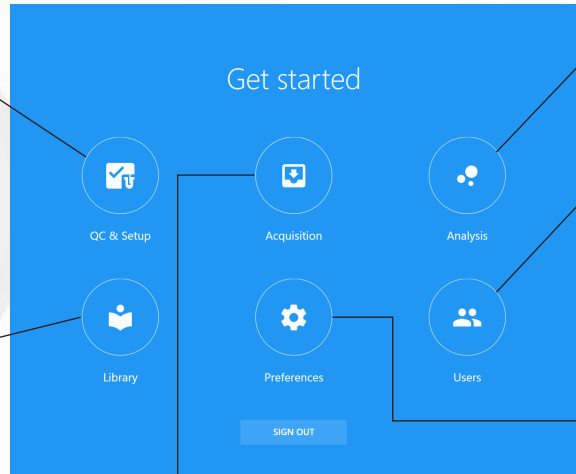 Get started
QC & Setup
Acquisition
Analysis
Library
Preferences
Users
SIGN OUT